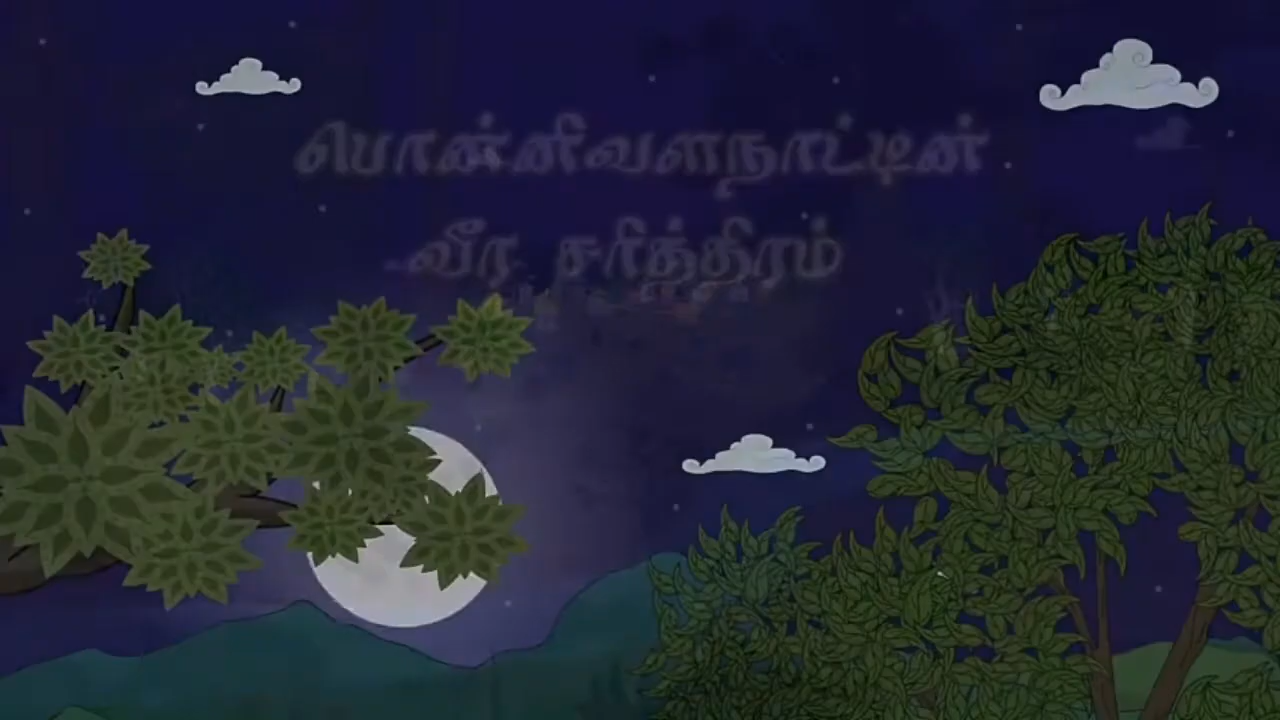 பொன்னிவளநாட்டின்
வீர சரித்திரம்